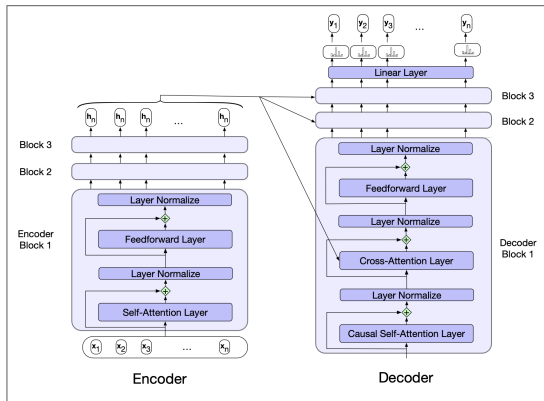 y1 y2 y3 ... yn
Linear Layer
Block 3
Block 2
Layer Normalize
+
Feedforward Layer
Layer Normalize
+
Cross-Attention Layer
Decoder
Block 1
Layer Normalize
+
Causal Self-Attention Layer
Decoder
hn hn hn ... hn
Block 3
Block 2
Layer Normalize
+
Encoder
Block 1
Feedforward Layer
Layer Normalize
+
Self-Attention Layer
x1 x2 x3 ... xn
Encoder